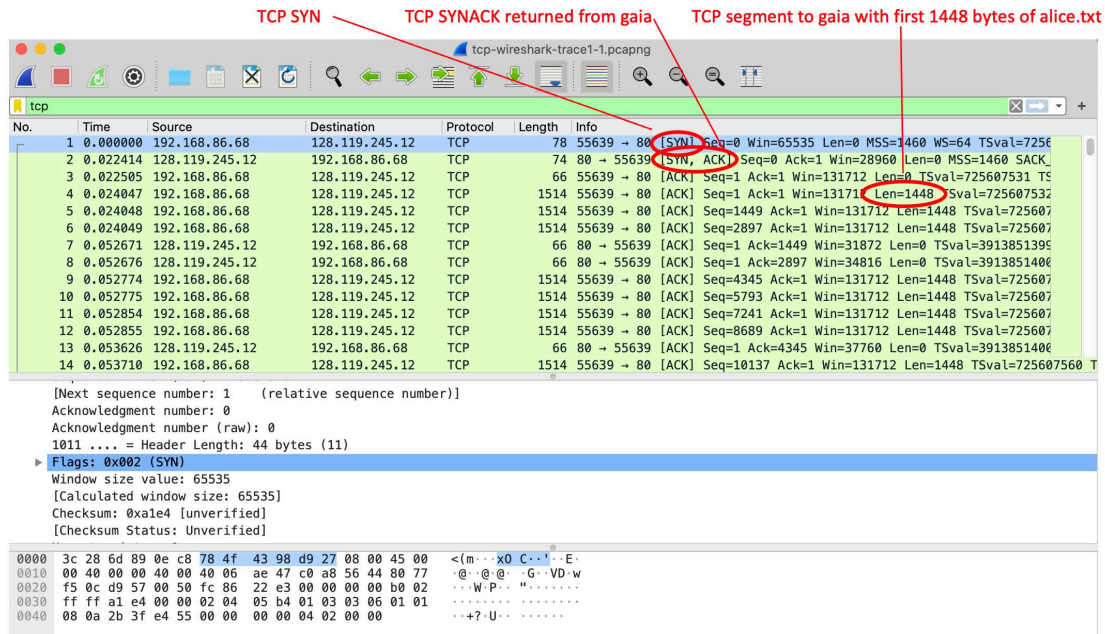 TCP SYN TCP SYNACK returned from gaia TCP segment to gaia with first 1448 bytes of alice.txt
tcp-wireshark-trace1-1.pcapng
tcp
No. Time Source Destination Protocol Length Info
1 0.000000 192.168.86.68 128.119.245.12 TCP 78 55639 → 80 [SYN] Seq=0 Win=65535 Len=0 MSS=1460 WS=64 TSval=7256
2 0.022414 128.119.245.12 192.168.86.68 TCP 74 80 → 55639 [SYN, ACK] Seq=0 Ack=1 Win=28960 Len=0 MSS=1460 SACK_
3 0.022505 192.168.86.68 128.119.245.12 TCP 66 55639 → 80 [ACK] Seq=1 Ack=1 Win=131712 Len=0 TSval=725607531 TS
4 0.024047 192.168.86.68 128.119.245.12 TCP 1514 55639 → 80 [ACK] Seq=1 Ack=1 Win=131712 Len=1448 TSval=725607532
5 0.024048 192.168.86.68 128.119.245.12 TCP 1514 55639 → 80 [ACK] Seq=1449 Ack=1 Win=131712 Len=1448 TSval=725607
6 0.024049 192.168.86.68 128.119.245.12 TCP 1514 55639 → 80 [ACK] Seq=2897 Ack=1 Win=131712 Len=1448 TSval=725607
7 0.052671 128.119.245.12 192.168.86.68 TCP 66 80 → 55639 [ACK] Seq=1 Ack=1449 Win=31872 Len=0 TSval=3913851399
8 0.052676 128.119.245.12 192.168.86.68 TCP 66 80 → 55639 [ACK] Seq=1 Ack=2897 Win=34816 Len=0 TSval=3913851400
9 0.052774 192.168.86.68 128.119.245.12 TCP 1514 55639 → 80 [ACK] Seq=4345 Ack=1 Win=131712 Len=1448 TSval=725607
10 0.052775 192.168.86.68 128.119.245.12 TCP 1514 55639 → 80 [ACK] Seq=5793 Ack=1 Win=131712 Len=1448 TSval=725607
11 0.052854 192.168.86.68 128.119.245.12 TCP 1514 55639 → 80 [ACK] Seq=7241 Ack=1 Win=131712 Len=1448 TSval=725607
12 0.052855 192.168.86.68 128.119.245.12 TCP 1514 55639 → 80 [ACK] Seq=8689 Ack=1 Win=131712 Len=1448 TSval=725607
13 0.053626 128.119.245.12 192.168.86.68 TCP 66 80 → 55639 [ACK] Seq=1 Ack=4345 Win=37760 Len=0 TSval=3913851400
14 0.053710 192.168.86.68 128.119.245.12 TCP 1514 55639 → 80 [ACK] Seq=10137 Ack=1 Win=131712 Len=1448 TSval=725607560 T
[Next sequence number: 1 (relative sequence number)]
Acknowledgment number: 0
Acknowledgment number (raw): 0
1011 .... = Header Length: 44 bytes (11)
Flags: 0x002 (SYN)
Window size value: 65535
[Calculated window size: 65535]
Checksum: 0xa1e4 [unverified]
[Checksum Status: Unverified]
0000 3c 28 6d 89 0e c8 78 4f 43 98 d9 27 08 00 45 00 <(m···xO C··'··E·
0010 00 40 00 00 40 00 40 06 ae 47 c0 a8 56 44 80 77 ·@··@·@· ·G··VD·w
0020 f5 0c d9 57 00 50 fc 86 22 e3 00 00 00 00 b0 02 ···W·P·· "·······
0030 ff ff a1 e4 00 00 02 04 05 b4 01 03 03 06 01 01 ········ ········
0040 08 0a 2b 3f e4 55 00 00 00 00 04 02 00 00 ··+?·U·· ······